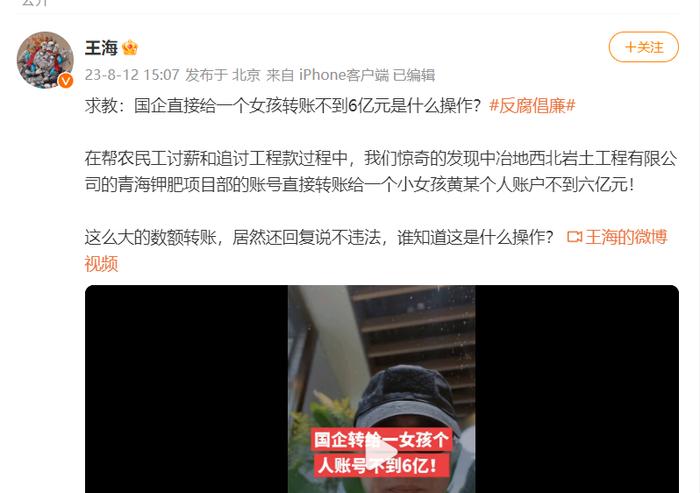 公开
王海
+关注
23-8-12 15:07 发布于 北京 来自 iPhone客户端 已编辑
求教：国企直接给一个女孩转账不到6亿元是什么操作？#反腐倡廉#
在帮农民工讨薪和追讨工程款过程中，我们惊奇的发现中冶地西北岩土工程有限公
司的青海钾肥项目部的账号直接转账给一个小女孩黄某个人账户不到六亿元！
这么大的数额转账，居然还回复说不违法，谁知道这是什么操作？ 王海的微博
视频
国企转给一女孩个
人账号不到6亿！